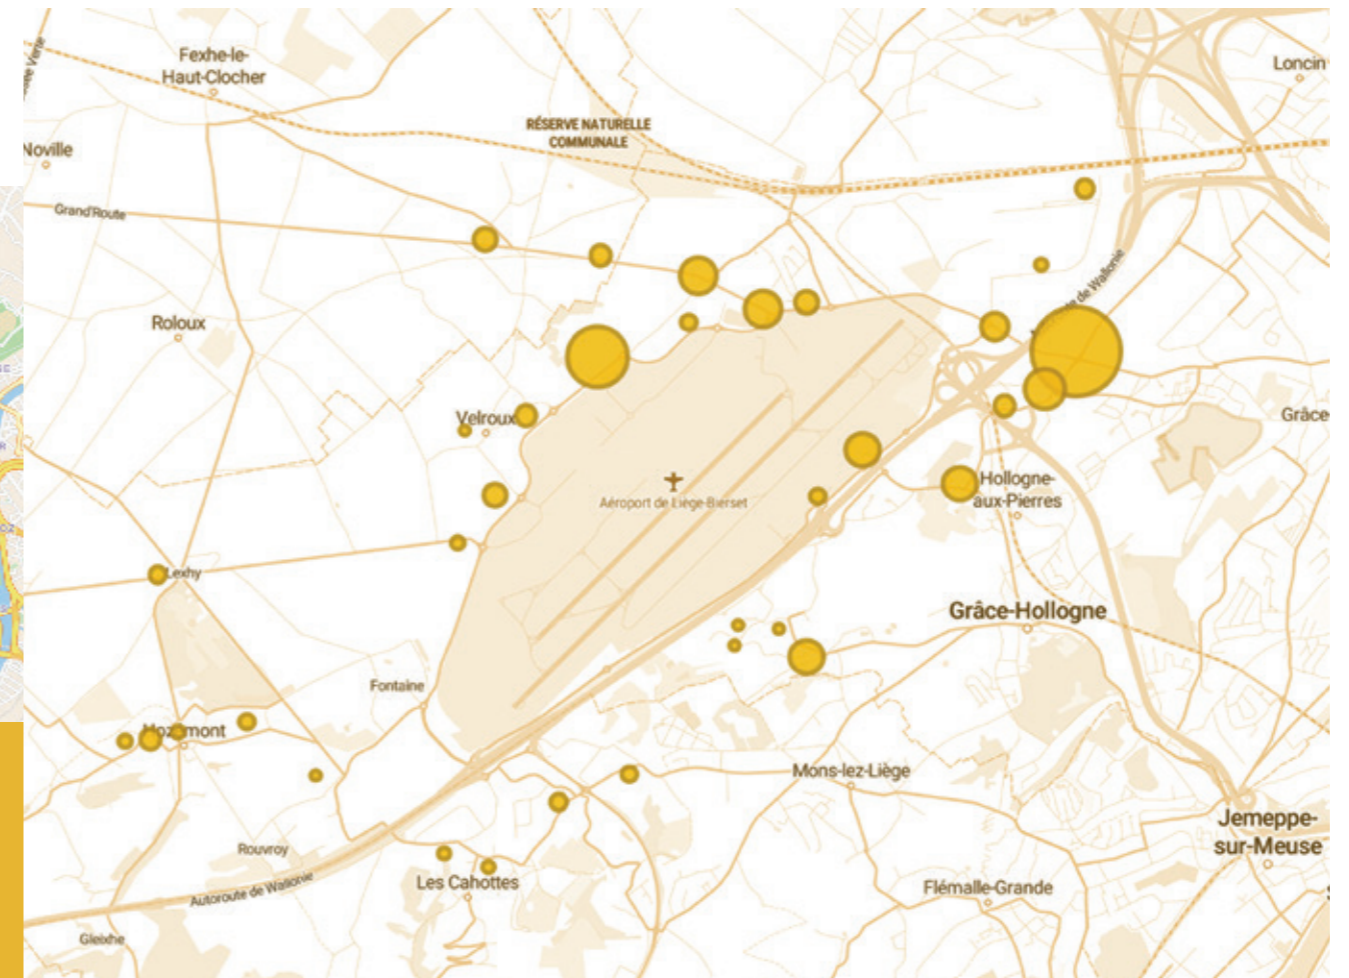 Fexhe-le-
Haut-Clocher
Loncin
RÉSERVE NATURELLE
COMMUNALE
Noville
Grand'Route
de Wallonie
Roloux
Velroux
Grâce
Aéroport de Liège-Bierset
Hollogne-
aux-Pierres
Lexhy
Grâce-Hollogne
Fontaine
mont
Mons-lez-Liège
Jemeppe-
sur-Meuse
Rouvroy
Les Cahottes
Autoroute de Wallonie
Flémalle-Grande
Gleixhe